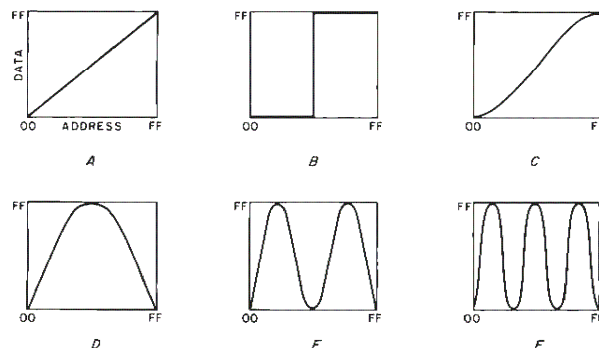 FF FF FF
DATA
00 ADDRESS FF 00 FF 00 F
A B C
FF FF FF
00 FF 00 FF 00 F
D E F